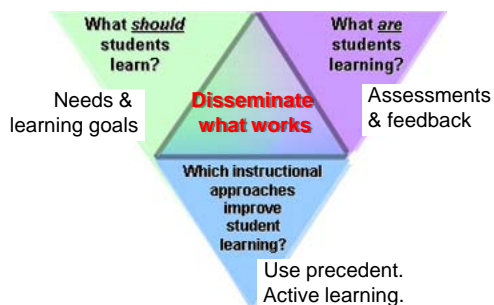 What should
students
learn?
What are
students
learning?
Needs &
learning goals
Disseminate
what works
Assessments
& feedback
Which instructional
approaches
improve
student
learning?
Use precedent.
Active learning.